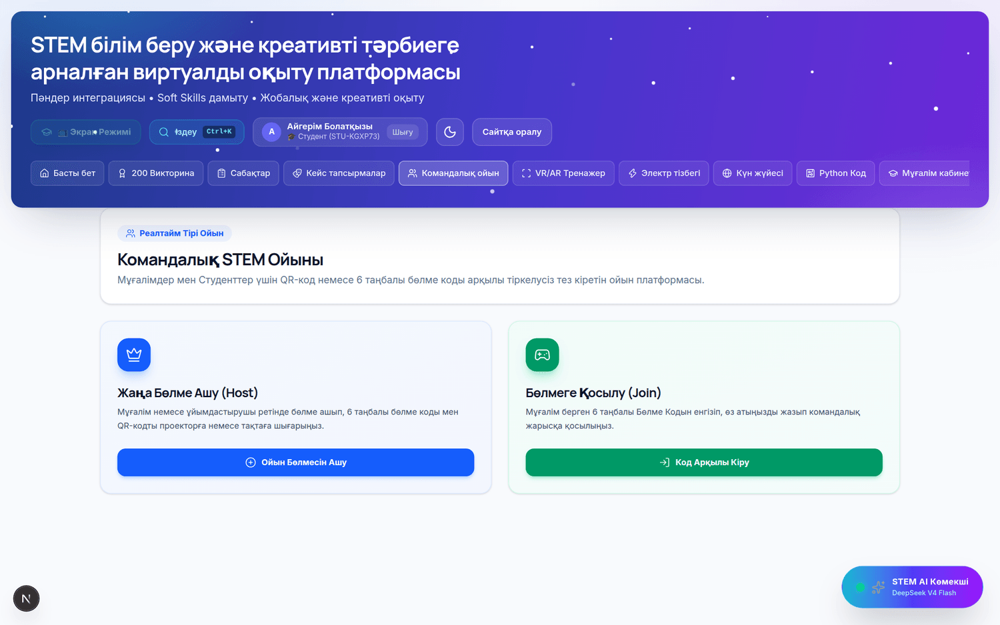 STEM білім беру және креативті тәрбиеге
арналған виртуалды оқыту платформасы
Пәндер интеграциясы • Soft Skills дамыту • Жобалық және креативті оқыту
Экран Режимі
Іздеу Ctrl+K
A
Айгерім Болатқызы
Студент (STU-KGXP73)
Шығу
Сайтқа оралу
Басты бет
200 Викторина
Сабақтар
Кейс тапсырмалар
Командалық ойын
VR/AR Тренажер
Электр тізбегі
Күн жүйесі
Python Код
Мұғалім кабине
Реалтайм Тірі Ойын
Командалық STEM Ойыны
Мұғалімдер мен Студенттер үшін QR-код немесе 6 таңбалы бөлме коды арқылы тіркелусіз тез кіретін ойын платформасы.
Жаңа Бөлме Ашу (Host)
Мұғалім немесе ұйымдастырушы ретінде бөлме ашып, 6 таңбалы бөлме коды мен
QR-кодты проекторға немесе тақтаға шығарыңыз.
Ойын Бөлмесін Ашу
Бөлмеге Қосылу (Join)
Мұғалім берген 6 таңбалы Бөлме Кодын енгізіп, өз атыңызды жазып командалық
жарысқа қосылыңыз.
Код Арқылы Кіру
STEM AI Көмекші
DeepSeek V4 Flash
N